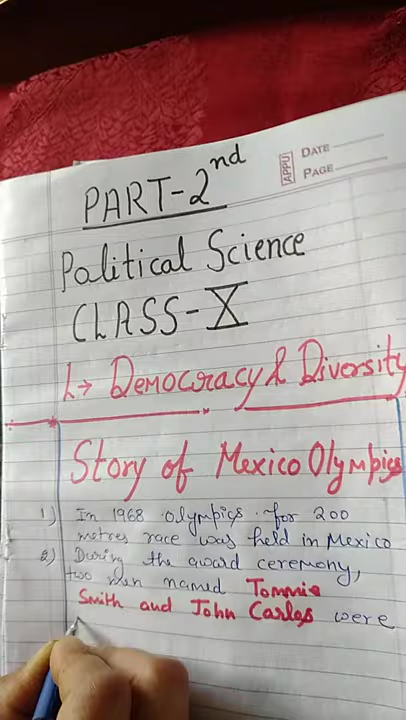 APPU
DATE
PAGE
PART-2nd
Political Science
CLASS-X
L→ Democracy & Diversity
Story of Mexico Olympics
1) In 1968 Olympics for 200
metres race was held in Mexico
2) During the award ceremony,
two men named Tommie
Smith and John Carlos were